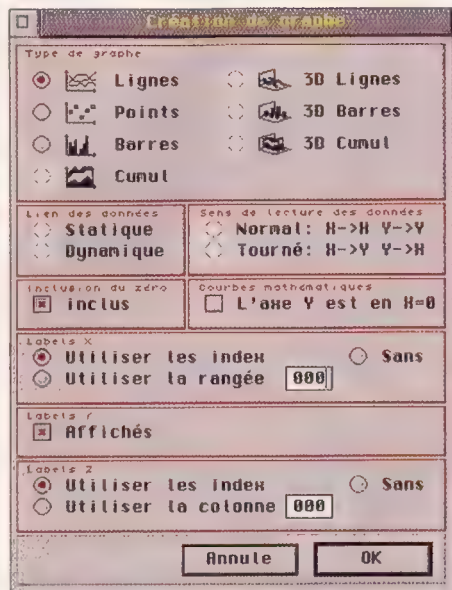 Création de graphe
Type de graphe
Lignes 3D Lignes
Points 3D Barres
Barres 3D Cumul
Cumul
Lien des données
Statique
Dynamique
Sens de lecture des données
Normal: X->X Y->Y
Tourné: X->Y Y->X
Inclusion du zéro
inclus
Courbes mathématiques
L'axe Y est en X=0
Labels X
Utiliser les index Sans
Utiliser la rangée 000
Labels Y
Affichés
Labels Z
Utiliser les index Sans
Utiliser la colonne 000
Annule OK